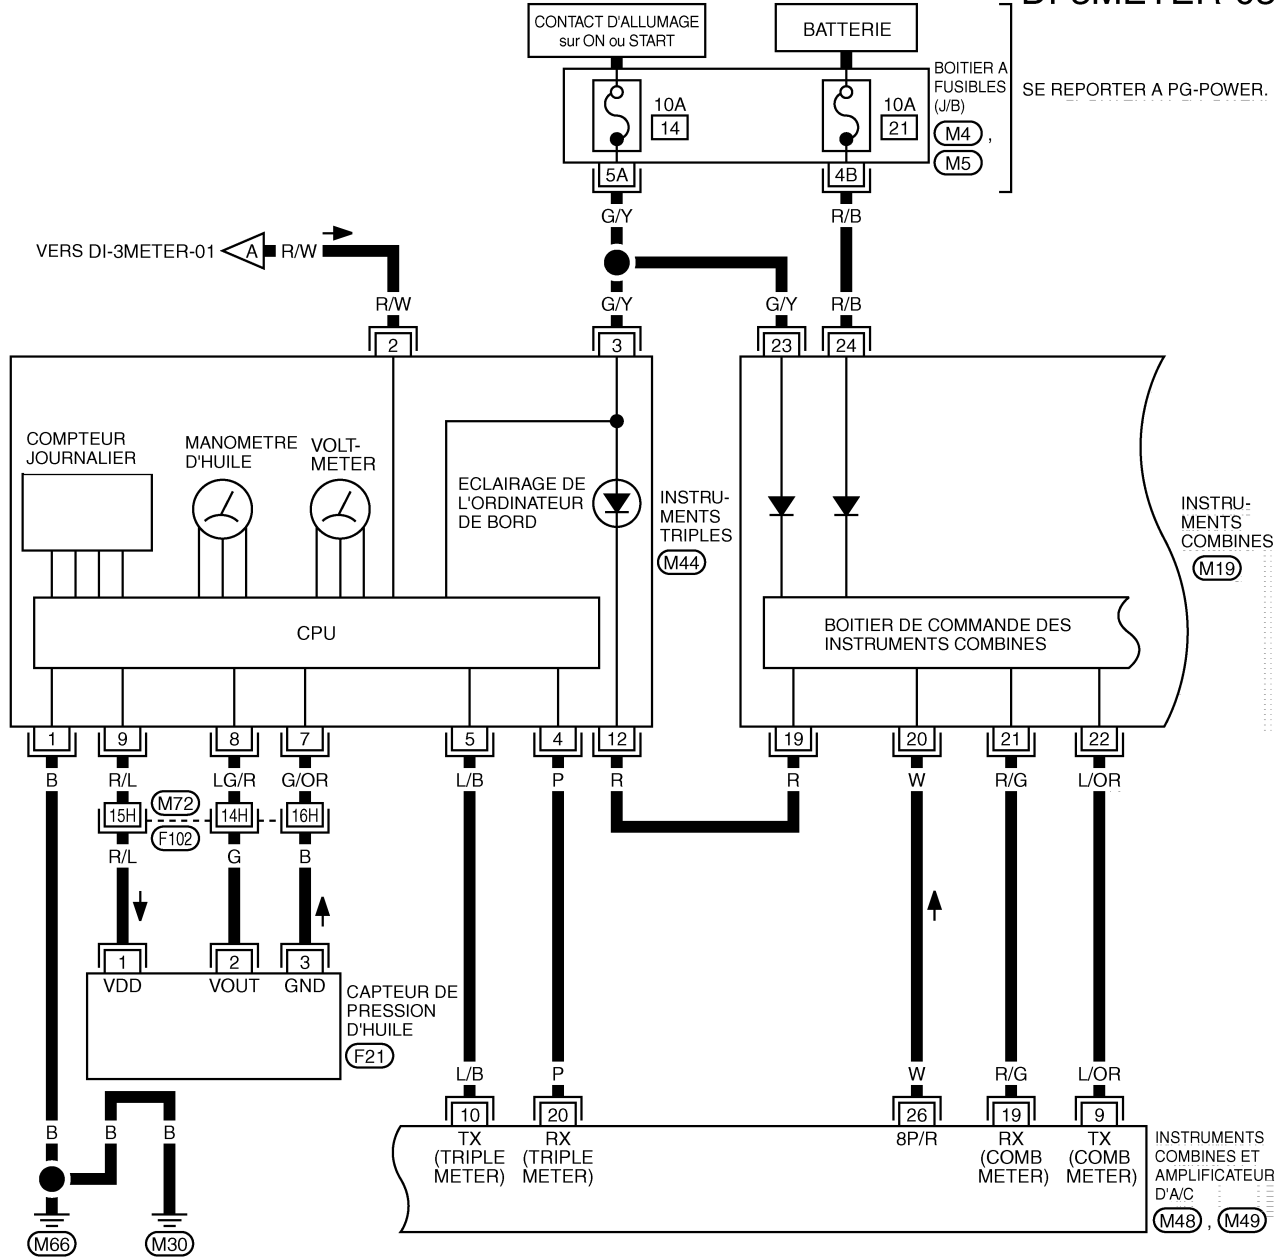 CONTACT D'ALLUMAGE
sur ON ou START
BATTERIE
BOITIER A
FUSIBLES
(J/B)
M4 ,
M5
SE REPORTER A PG-POWER.
10A
14
10A
21
5A
4B
G/Y
R/B
VERS DI-3METER-01
A
R/W
R/W
G/Y
G/Y
R/B
2
3
23
24
COMPTEUR
JOURNALIER
MANOMETRE
D'HUILE
VOLT-
METER
ECLAIRAGE DE
L'ORDINATEUR
DE BORD
INSTRU-
MENTS
TRIPLES
M44
INSTRU-
MENTS
COMBINES
M19
CPU
BOITIER DE COMMANDE DES
INSTRUMENTS COMBINES
1
9
8
7
5
4
12
19
20
21
22
B
R/L
LG/R
G/OR
L/B
P
R
R
W
R/G
L/OR
M72
15H
14H
16H
F102
R/L
G
B
1
2
3
VDD
VOUT
GND
CAPTEUR DE
PRESSION
D'HUILE
F21
L/B
P
W
R/G
L/OR
10
20
26
19
9
B
B
B
TX
(TRIPLE
METER)
RX
(TRIPLE
METER)
8P/R
RX
(COMB
METER)
TX
(COMB
METER)
INSTRUMENTS
COMBINES ET
AMPLIFICATEUR
D'A/C
M48 , M49
M66
M30